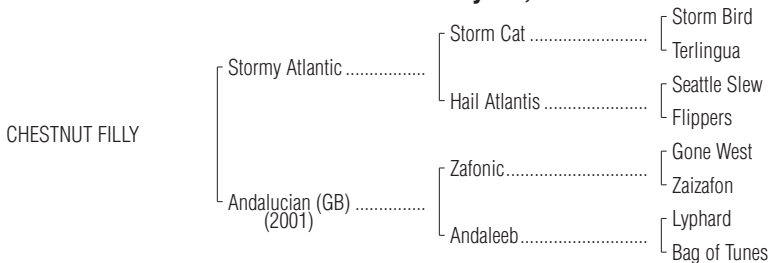 Storm Bird
Storm Cat ......................
Terlingua
Stormy Atlantic .................
Seattle Slew
Hail Atlantis ...................
Flippers
CHESTNUT FILLY
Gone West
Zafonic..........................
Zaizafon
Andalucian (GB) ...............
(2001)
Lyphard
Andaleeb.......................
Bag of Tunes